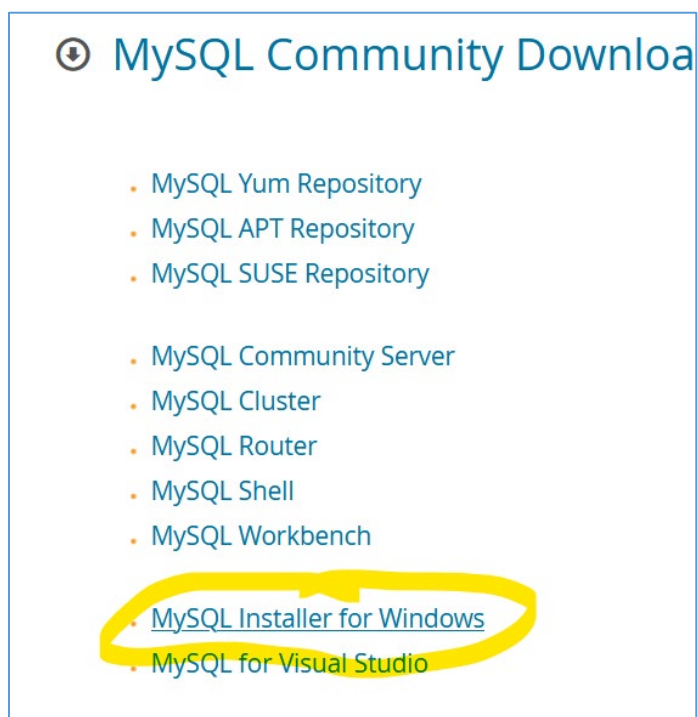 MySQL Community Downloa
MySQL Yum Repository
MySQL APT Repository
MySQL SUSE Repository
MySQL Community Server
MySQL Cluster
MySQL Router
MySQL Shell
MySQL Workbench
MySQL Installer for Windows
MySQL for Visual Studio